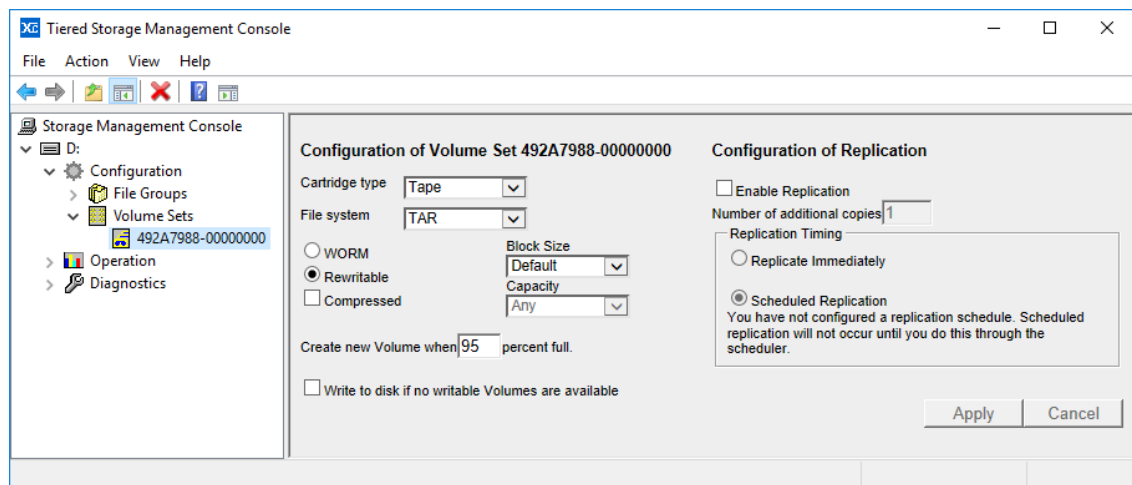 XC Tiered Storage Management Console
File Action View Help
Storage Management Console
D:
Configuration
File Groups
Volume Sets
492A7988-00000000
Operation
Diagnostics
Configuration of Volume Set 492A7988-00000000
Cartridge type Tape
File system TAR
WORM
Rewritable
Compressed
Block Size
Default
Capacity
Any
Create new Volume when 95 percent full.
Write to disk if no writable Volumes are available
Configuration of Replication
Enable Replication
Number of additional copies 1
Replication Timing
Replicate Immediately
Scheduled Replication
You have not configured a replication schedule. Scheduled
replication will not occur until you do this through the
scheduler.
Apply Cancel